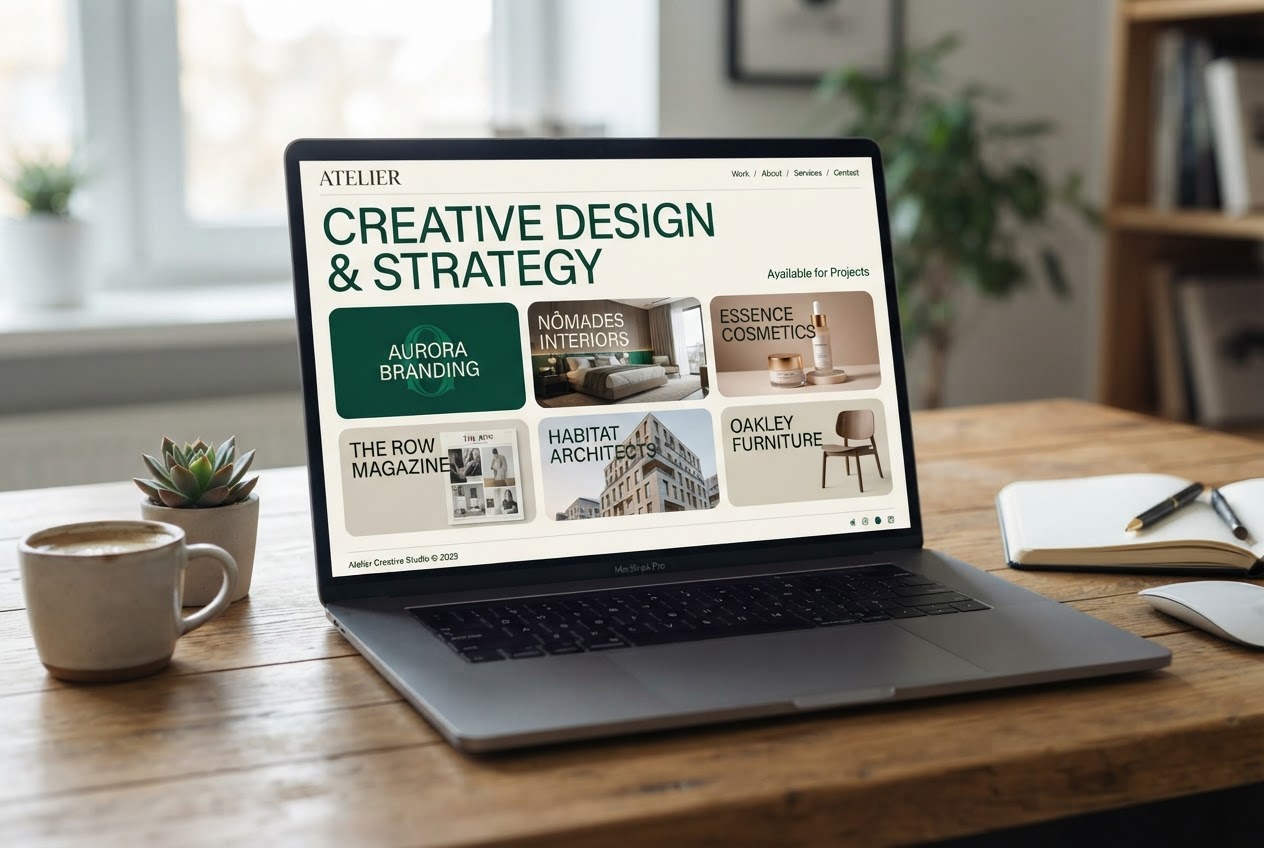 ATELIER
Work / About / Services / Contest
CREATIVE DESIGN
& STRATEGY
Available for Projects
AURORA
BRANDING
NÔMADES
INTERIORS
ESSENCE
COSMETICS
THE ROW
MAGAZINE
HABITAT
ARCHITECTS
OAKLEY
FURNITURE
Atelier Creative Studio © 2023